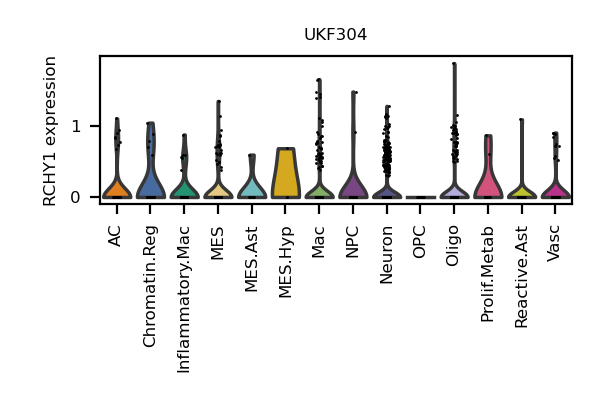 UKF304
RCHY1 expression
1
0
AC
Chromatin.Reg
Inflammatory.Mac
MES
MES.Ast
MES.Hyp
Mac
NPC
Neuron
OPC
Oligo
Prolif.Metab
Reactive.Ast
Vasc